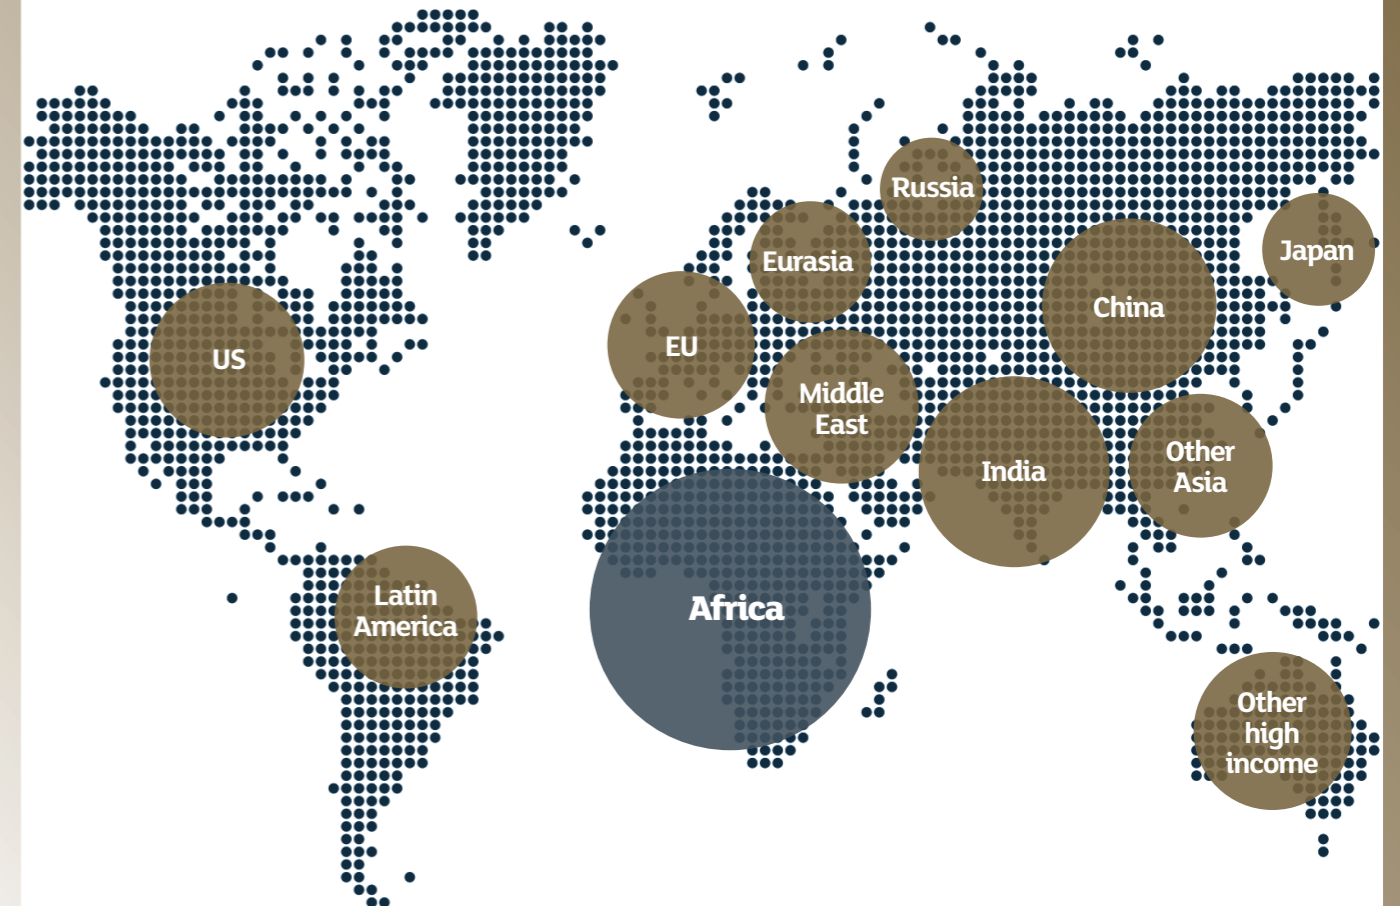 Russia
Japan
Eurasia
China
EU
US
Middle
East
Other
Asia
India
Latin
America
Africa
Other
high
income